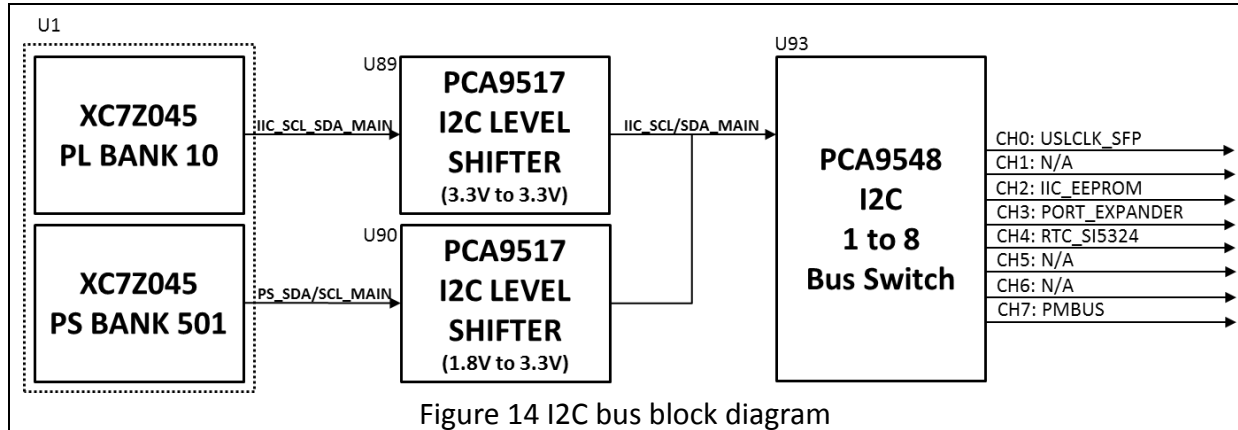 U1
XC7Z045
PL BANK 10
IIC_SCL_SDA_MAIN
U89
PCA9517
I2C LEVEL
SHIFTER
(3.3V to 3.3V)
IIC_SCL/SDA_MAIN
XC7Z045
PS BANK 501
PS_SDA/SCL_MAIN
U90
PCA9517
I2C LEVEL
SHIFTER
(1.8V to 3.3V)
U93
PCA9548
I2C
1 to 8
Bus Switch
CH0: USLCLK_SFP
CH1: N/A
CH2: IIC_EEPROM
CH3: PORT_EXPANDER
CH4: RTC_SI5324
CH5: N/A
CH6: N/A
CH7: PMBUS
Figure 14 I2C bus block diagram